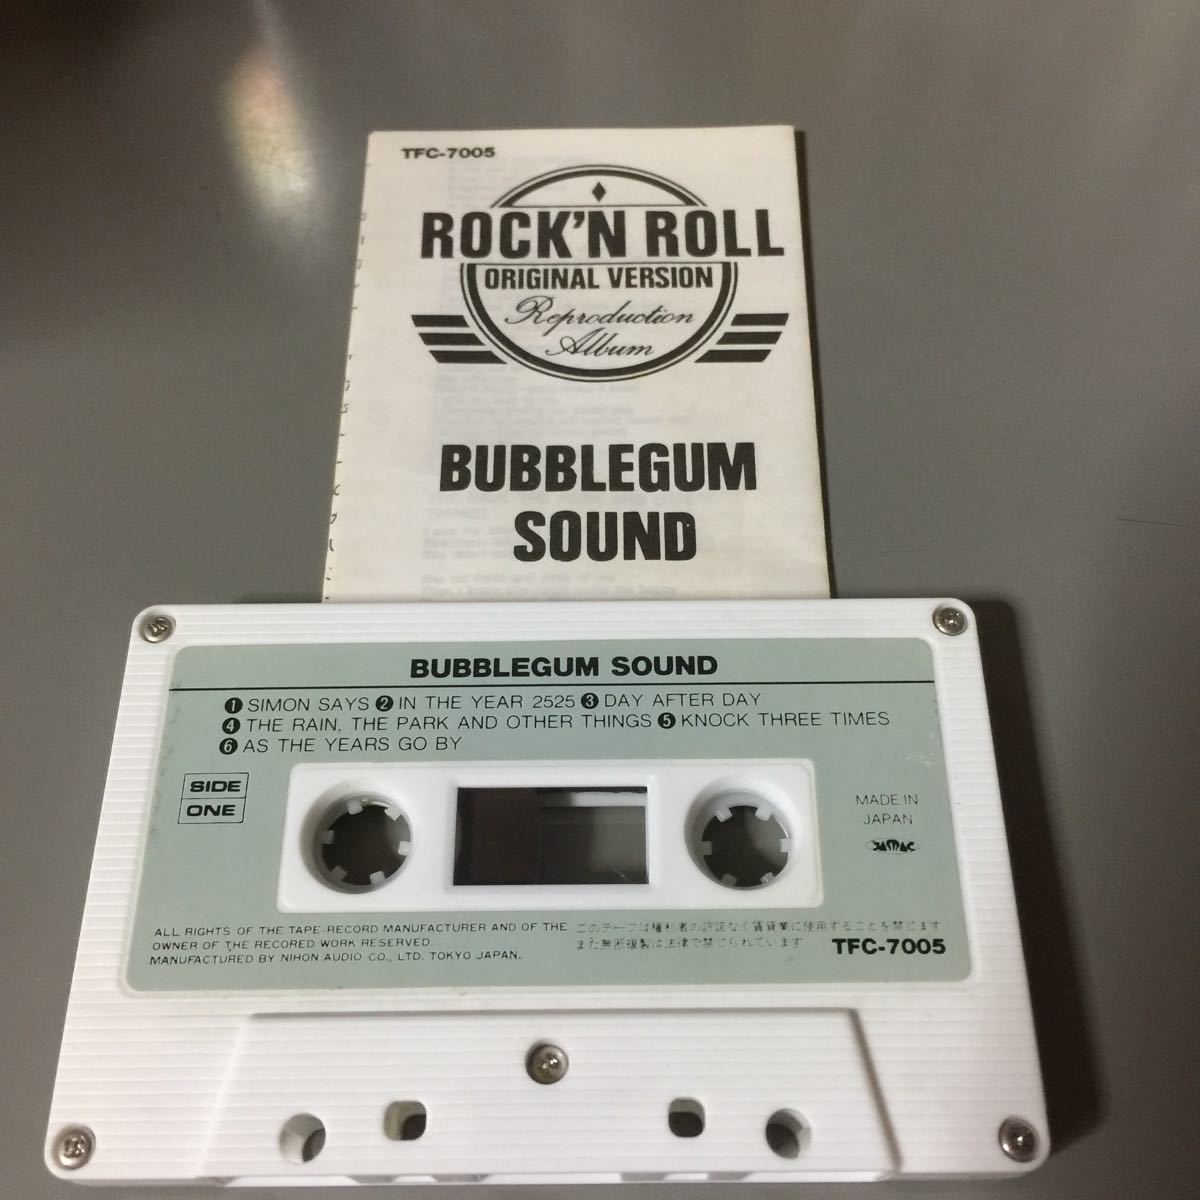 TFC-7005
ROCK'N ROLL
ORIGINAL VERSION
Reproduction
Album
BUBBLEGUM
SOUND
BUBBLEGUM SOUND
❶ SIMON SAYS ❷ IN THE YEAR 2525 ❸ DAY AFTER DAY
❹ THE RAIN, THE PARK AND OTHER THINGS ❺ KNOCK THREE TIMES
❻ AS THE YEARS GO BY
SIDE
ONE
MADE IN
JAPAN
ALL RIGHTS OF THE TAPE-RECORD MANUFACTURER AND OF THE
OWNER OF THE RECORED WORK RESERVED.
MANUFACTURED BY NIHON AUDIO CO., LTD. TOKYO JAPAN.
このテープは権利者の許諾なく賃貸業に使用することを禁じます
また無断複製は法律で禁じられています
TFC-7005